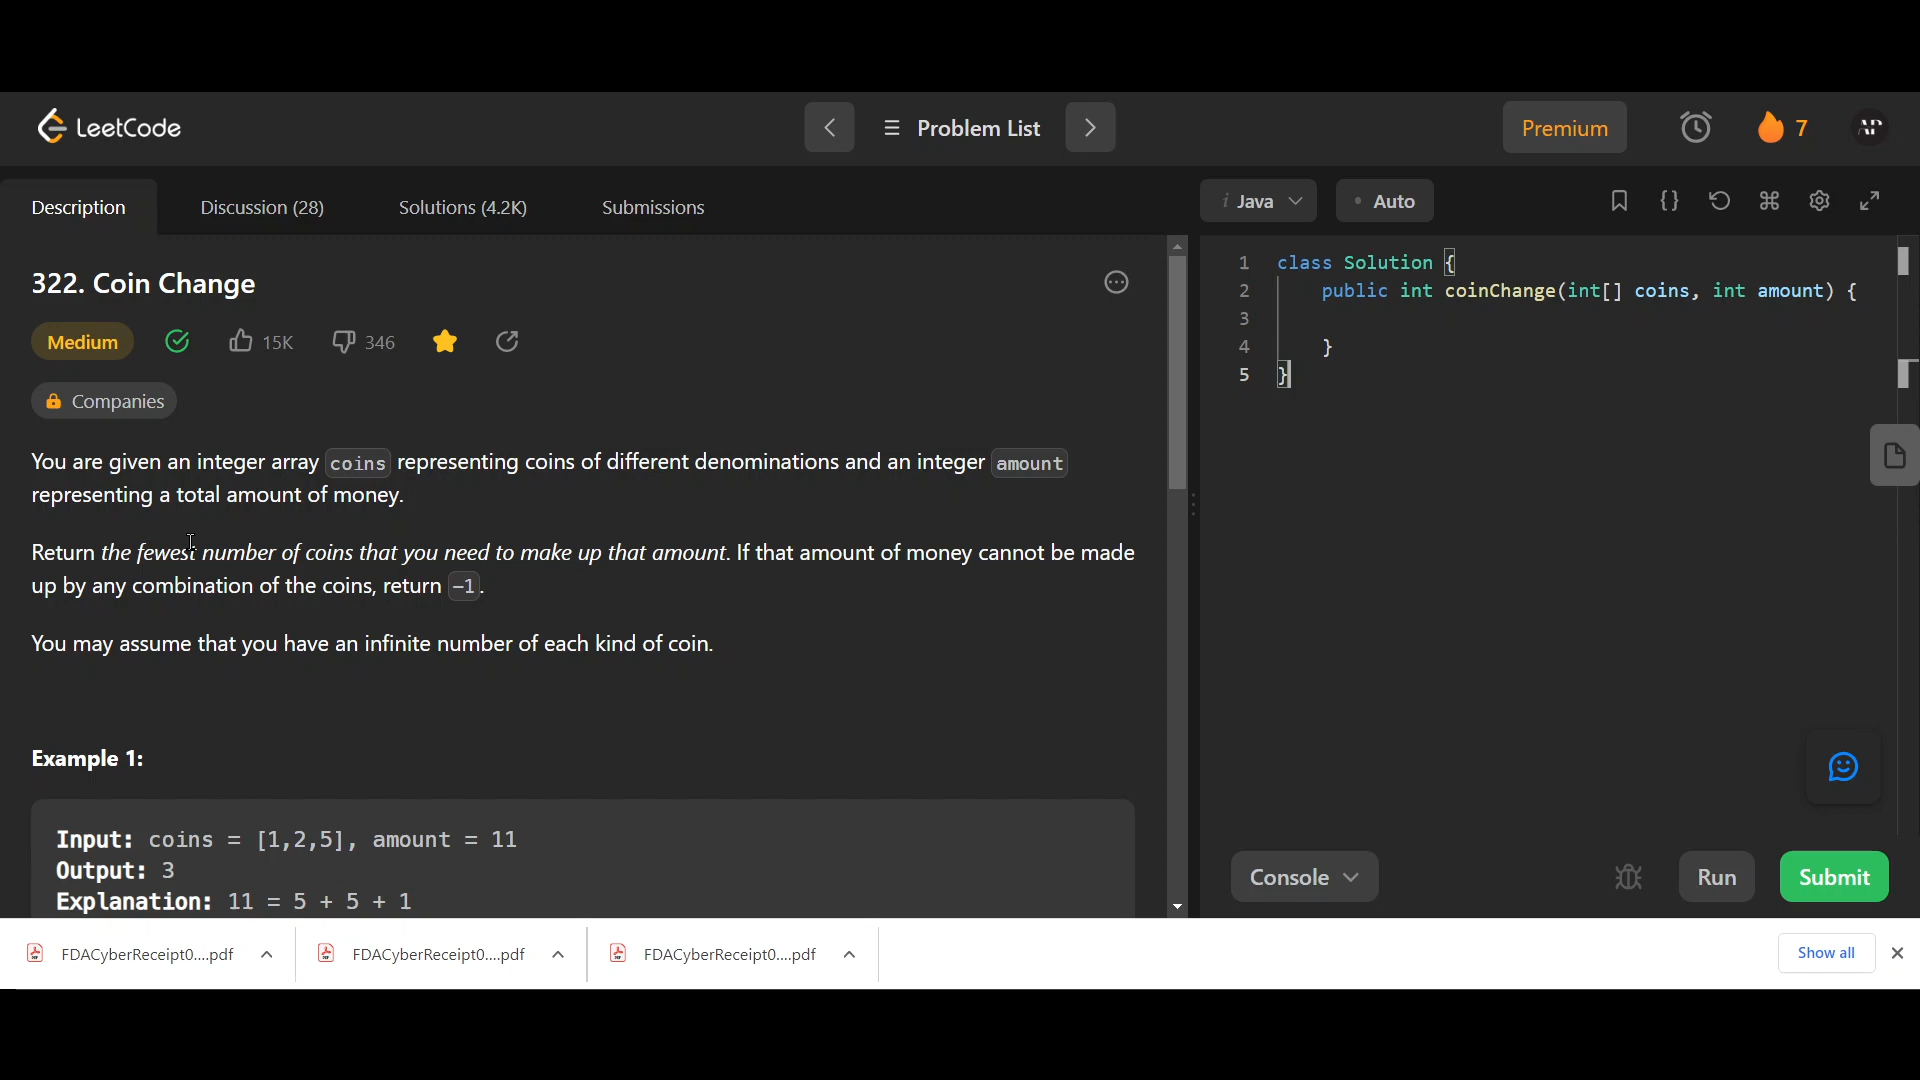 LeetCode
Problem List
Premium
7
AP
Description
Discussion (28)
Solutions (4.2K)
Submissions
i Java
• Auto
322. Coin Change
Medium
15K
346
Companies
You are given an integer array coins representing coins of different denominations and an integer amount
representing a total amount of money.
Return the fewest number of coins that you need to make up that amount. If that amount of money cannot be made
up by any combination of the coins, return -1.
You may assume that you have an infinite number of each kind of coin.
Example 1:
Input: coins = [1,2,5], amount = 11
Output: 3
Explanation: 11 = 5 + 5 + 1
1 class Solution {
2 public int coinChange(int[] coins, int amount) {
3
4 }
5 }
Console
Run
Submit
FDACyberReceipt0....pdf
FDACyberReceipt0....pdf
FDACyberReceipt0....pdf
Show all